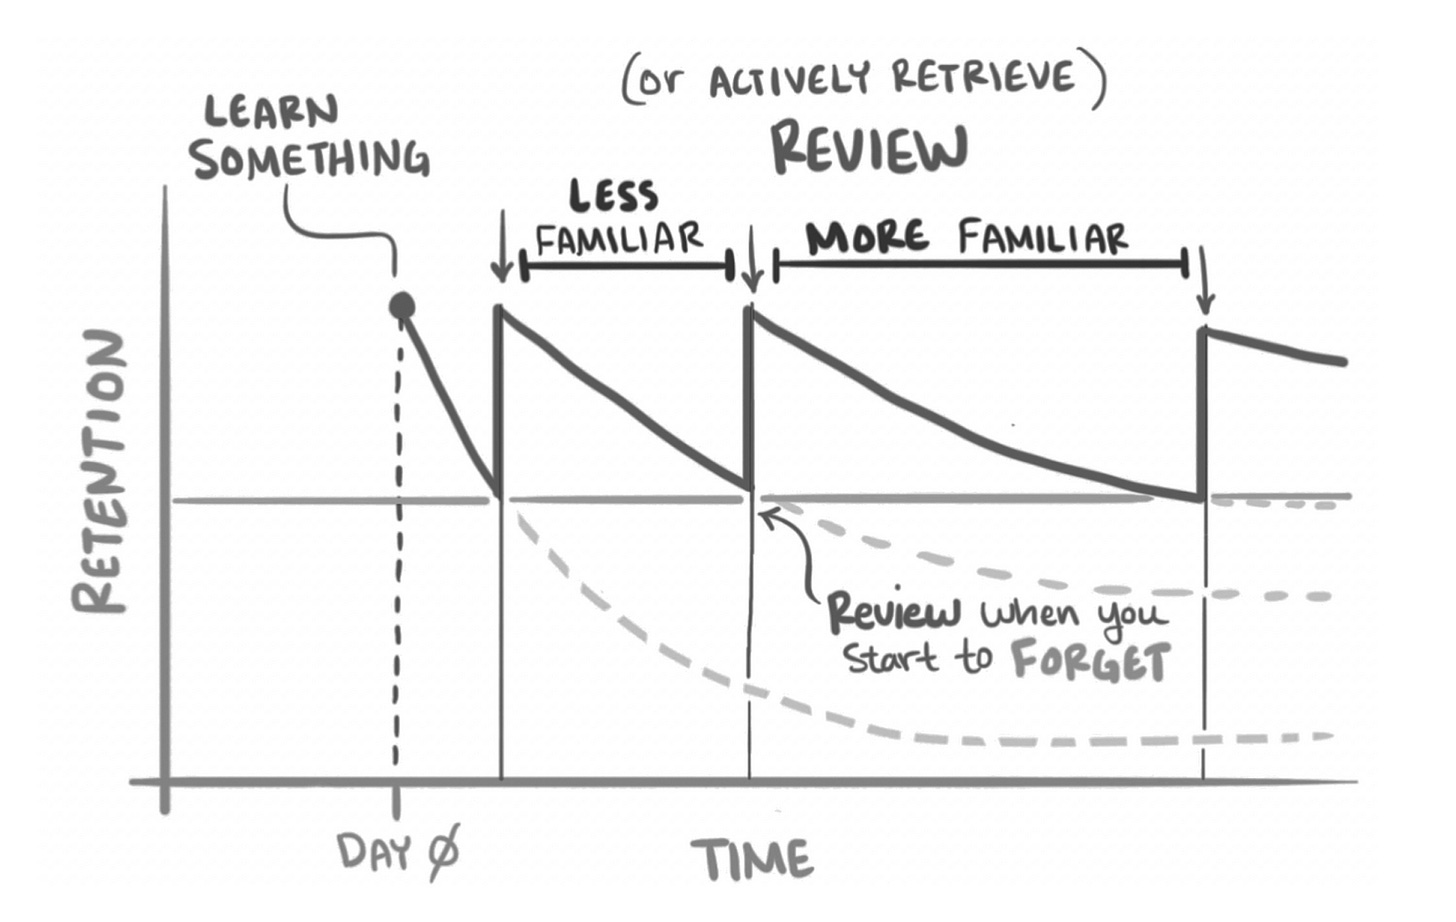 (or ACTIVELY RETRIEVE)
REVIEW
LEARN
SOMETHING
LESS
FAMILIAR
MORE FAMILIAR
RETENTION
Review when you
start to FORGET
DAY Ø
TIME